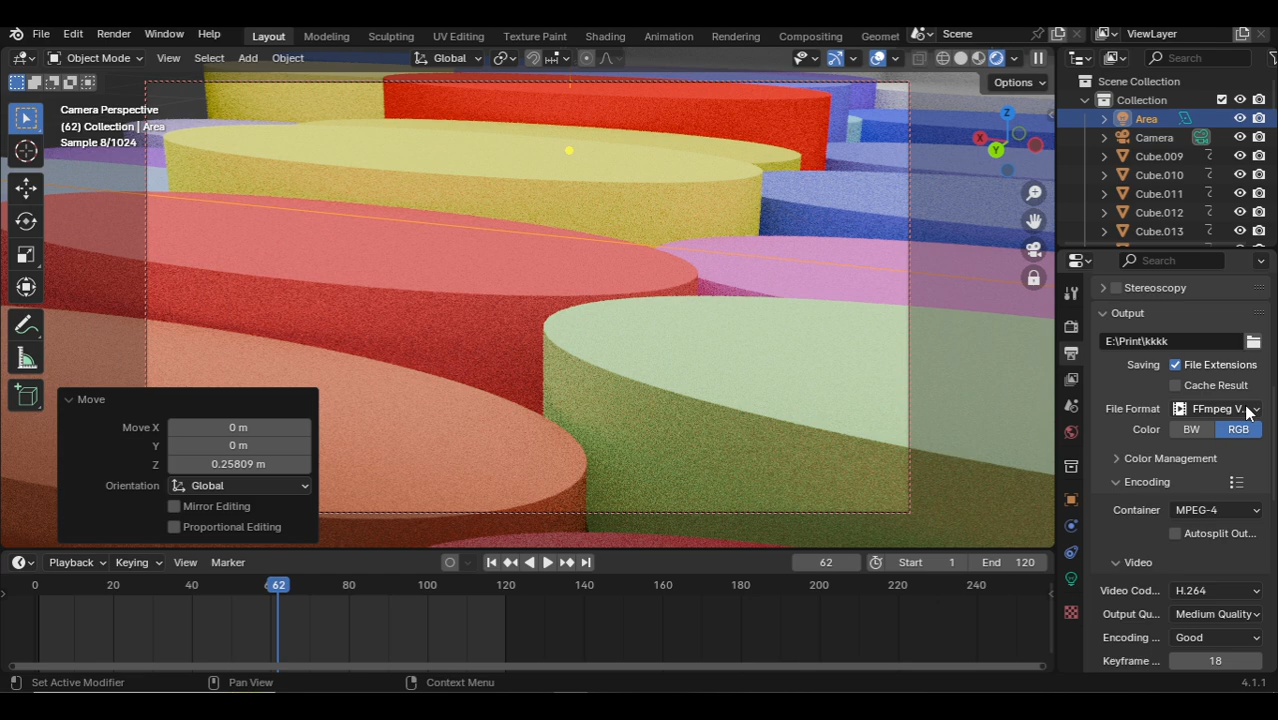 File Edit Render Window Help Layout Modeling Sculpting UV Editing Texture Paint Shading Animation Rendering Compositing Geomet Scene ViewLayer
Object Mode View Select Add Object Global Search
Options
Camera Perspective
(62) Collection | Area
Sample 8/1024
X
Y
Z
Scene Collection
Collection
Area
Camera
Cube.009
Cube.010
Cube.011
Cube.012
Cube.013
Search
Stereoscopy
Output
E:\Print\kkkk
Saving File Extensions
Cache Result
File Format FFmpeg V...
Color BW RGB
Color Management
Encoding
Container MPEG-4
Autosplit Out...
Video
Video Cod... H.264
Output Qu... Medium Quality
Encoding ... Good
Keyframe ... 18
Move
Move X 0 m
Y 0 m
Z 0.25809 m
Orientation Global
Mirror Editing
Proportional Editing
Playback Keying View Marker 62 Start 1 End 120
0 20 40 62 80 100 120 140 160 180 200 220 240
Set Active Modifier Pan View Context Menu 4.1.1